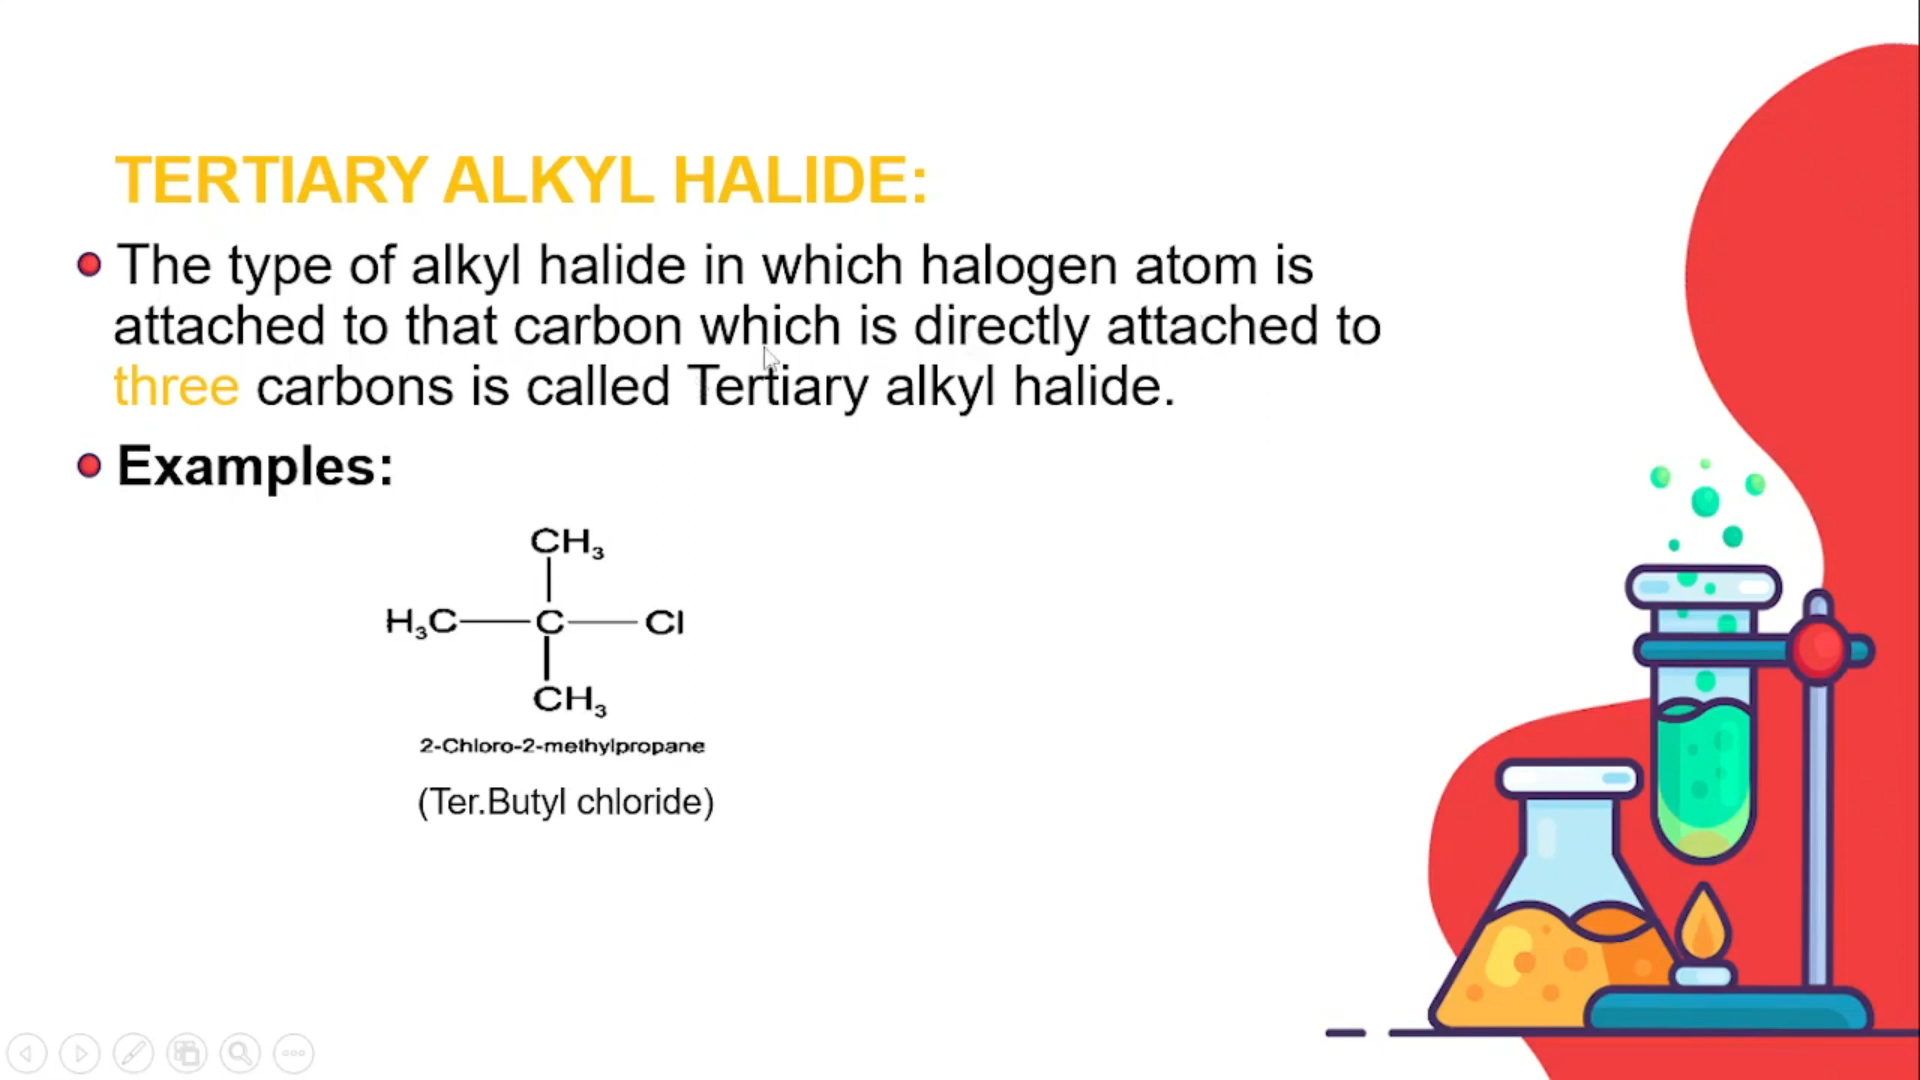 TERTIARY ALKYL HALIDE:
The type of alkyl halide in which halogen atom is
attached to that carbon which is directly attached to
three carbons is called Tertiary alkyl halide.
Examples:
CH₃
H₃C—C—Cl
CH₃
2-Chloro-2-methylpropane
(Ter.Butyl chloride)